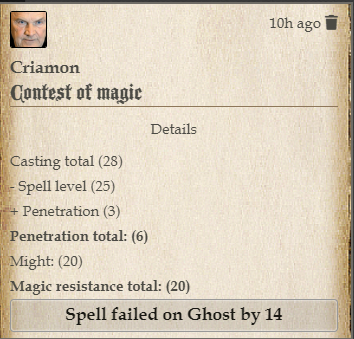 10h ago
Criamon
Contest of magic
Details
Casting total (28)
- Spell level (25)
+ Penetration (3)
Penetration total: (6)
Might: (20)
Magic resistance total: (20)
Spell failed on Ghost by 14